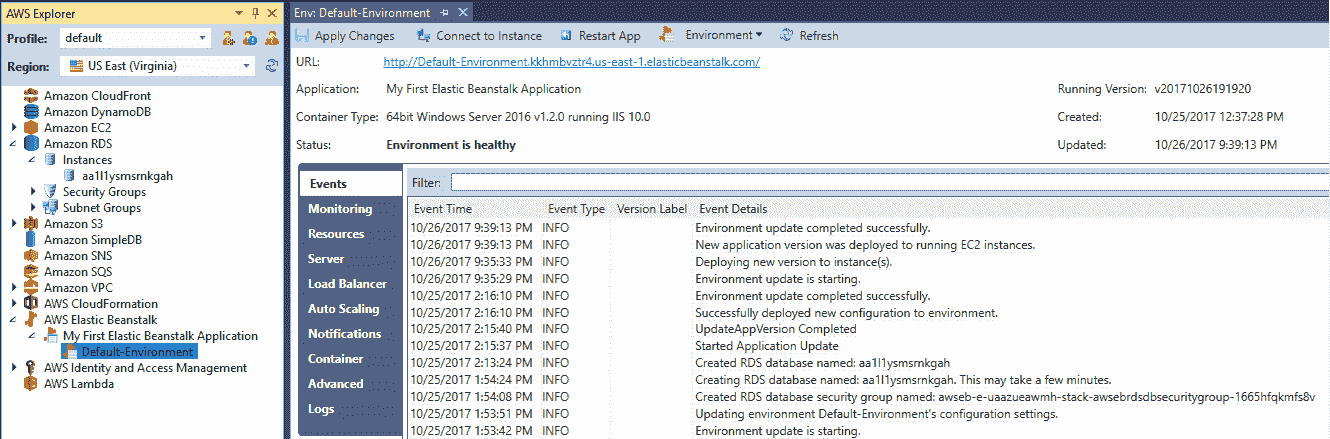 AWS Explorer
Profile: default
Region: US East (Virginia)
Amazon CloudFront
Amazon DynamoDB
Amazon EC2
Amazon RDS
Instances
aa1l1ysmsrnkgah
Security Groups
Subnet Groups
Amazon S3
Amazon SimpleDB
Amazon SNS
Amazon SQS
Amazon VPC
AWS CloudFormation
AWS Elastic Beanstalk
My First Elastic Beanstalk Application
Default-Environment
AWS Identity and Access Management
AWS Lambda
Env: Default-Environment
Apply Changes Connect to Instance Restart App Environment Refresh
URL: http://Default-Environment.kkhmbvztr4.us-east-1.elasticbeanstalk.com/
Application: My First Elastic Beanstalk Application Running Version: v20171026191920
Container Type: 64bit Windows Server 2016 v1.2.0 running IIS 10.0 Created: 10/25/2017 12:37:28 PM
Status: Environment is healthy Updated: 10/26/2017 9:39:13 PM
Events
Monitoring
Resources
Server
Load Balancer
Auto Scaling
Notifications
Container
Advanced
Logs
Filter:
Event Time Event Type Version Label Event Details
10/26/2017 9:39:13 PM INFO Environment update completed successfully.
10/26/2017 9:39:13 PM INFO New application version was deployed to running EC2 instances.
10/26/2017 9:35:33 PM INFO Deploying new version to instance(s).
10/26/2017 9:35:29 PM INFO Environment update is starting.
10/25/2017 2:16:10 PM INFO Environment update completed successfully.
10/25/2017 2:16:10 PM INFO Successfully deployed new configuration to environment.
10/25/2017 2:15:40 PM INFO UpdateAppVersion Completed
10/25/2017 2:15:37 PM INFO Started Application Update
10/25/2017 2:13:24 PM INFO Created RDS database named: aa1l1ysmsrnkgah
10/25/2017 1:54:24 PM INFO Creating RDS database named: aa1l1ysmsrnkgah. This may take a few minutes.
10/25/2017 1:54:08 PM INFO Created RDS database security group named: awseb-e-uaazueawmh-stack-awsebrdsdbsecuritygroup-1665hfqkmfs8v
10/25/2017 1:53:51 PM INFO Updating environment Default-Environment's configuration settings.
10/25/2017 1:53:42 PM INFO Environment update is starting.